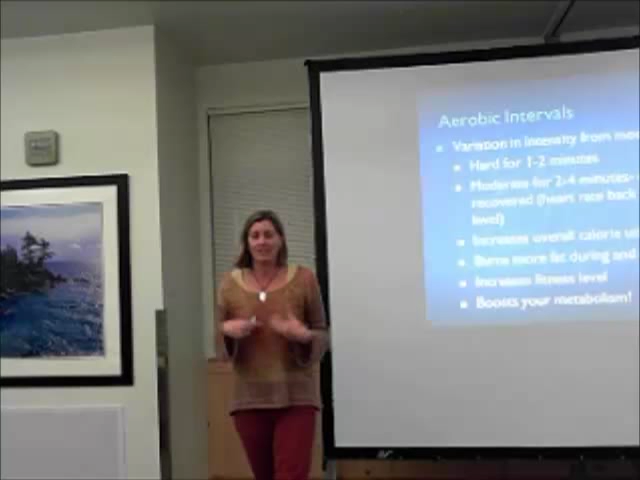 Aerobic Intervals
Variation in intensity from mod
Hard for 1-2 minutes
Moderate for 2-4 minutes-
recovered (heart rate back
level)
Increases overall calorie
Burns more fat during and
Increases fitness level
Boosts your metabolism!